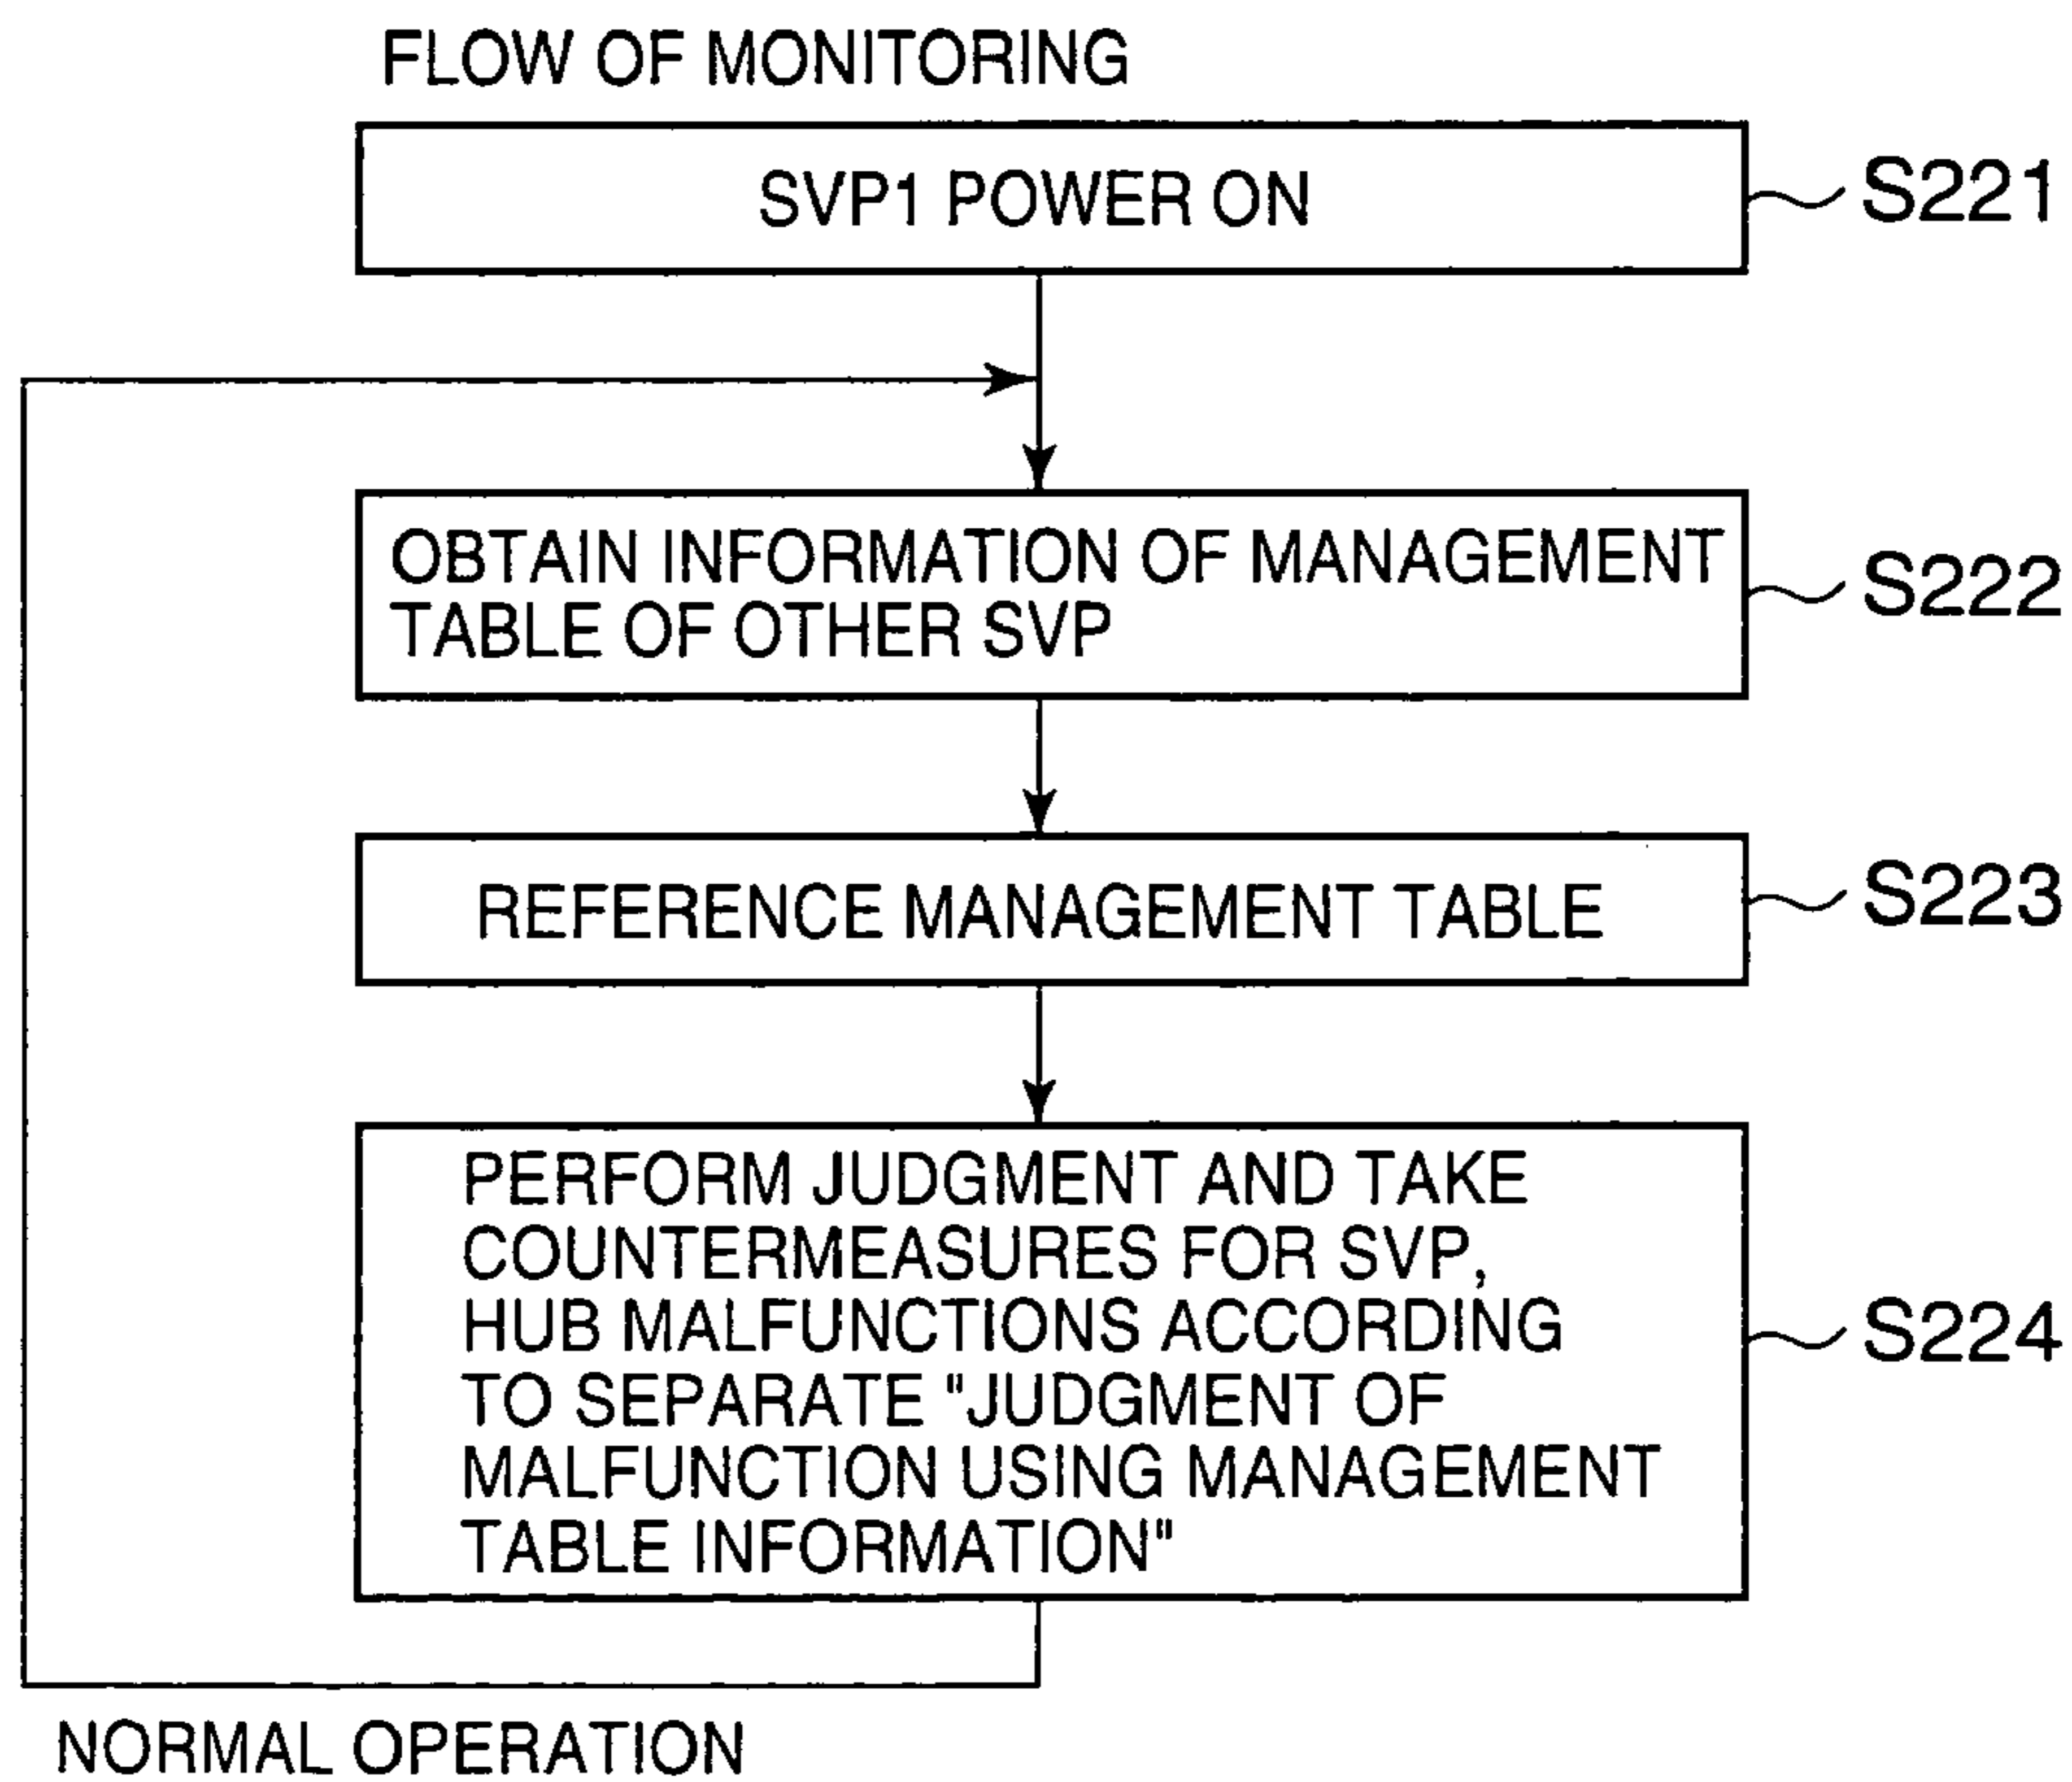 FLOW OF MONITORING
SVP1 POWER ON
S221
OBTAIN INFORMATION OF MANAGEMENT
TABLE OF OTHER SVP
S222
REFERENCE MANAGEMENT TABLE
S223
PERFORM JUDGMENT AND TAKE
COUNTERMEASURES FOR SVP,
HUB MALFUNCTIONS ACCORDING
TO SEPARATE "JUDGMENT OF
MALFUNCTION USING MANAGEMENT
TABLE INFORMATION"
S224
NORMAL OPERATION